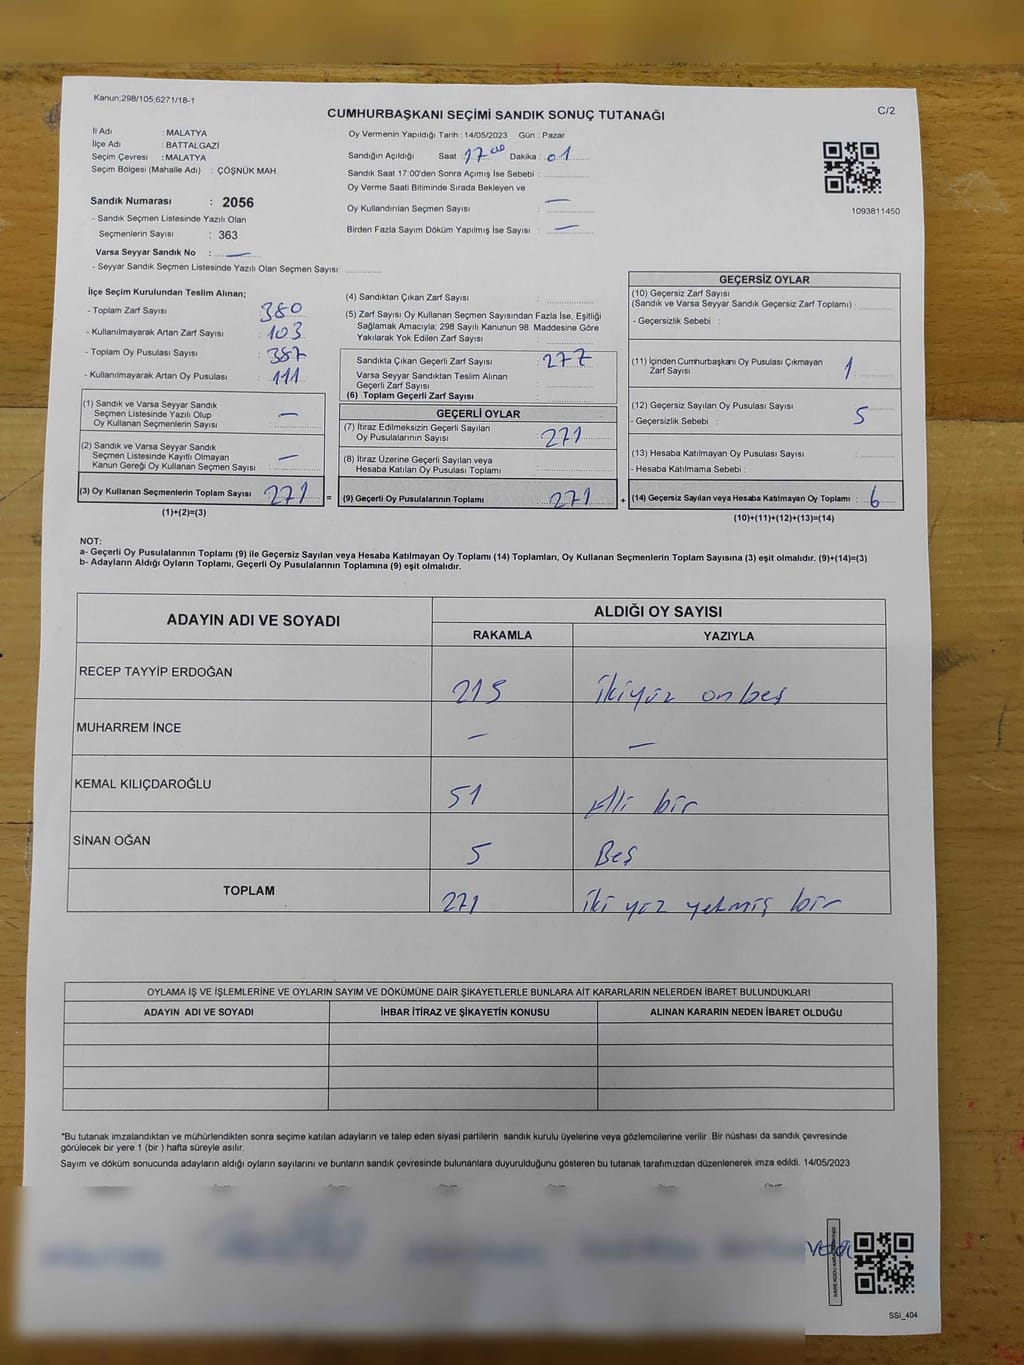 Kanun;298/105;6271/18-1
CUMHURBAŞKANI SEÇİMİ SANDIK SONUÇ TUTANAĞI
C/2
İl Adı : MALATYA
İlçe Adı : BATTALGAZİ
Seçim Çevresi : MALATYA
Seçim Bölgesi (Mahalle Adı) : ÇÖŞNÜK MAH.
Sandık Numarası : 2056
- Sandık Seçmen Listesinde Yazılı Olan
Seçmenlerin Sayısı : 363
Varsa Seyyar Sandık No : —
- Seyyar Sandık Seçmen Listesinde Yazılı Olan Seçmen Sayısı:
Oy Vermenin Yapıldığı Tarih : 14/05/2023 Gün : Pazar
Sandığın Açıldığı Saat : 17 00 Dakika : 01
Sandık Saat 17:00'den Sonra Açımış İse Sebebi :
Oy Verme Saati Bitiminde Sırada Bekleyen ve
Oy Kullandırılan Seçmen Sayısı : —
Birden Fazla Sayım Döküm Yapılmış İse Sayısı : —
1093811450
İlçe Seçim Kurulundan Teslim Alınan;
- Toplam Zarf Sayısı : 380
- Kullanılmayarak Artan Zarf Sayısı : 103
- Toplam Oy Pusulası Sayısı : 387
- Kullanılmayarak Artan Oy Pusulası : 111
(1) Sandık ve Varsa Seyyar Sandık
Seçmen Listesinde Yazılı Olup
Oy Kullanan Seçmenlerin Sayısı : —
(2) Sandık ve Varsa Seyyar Sandık
Seçmen Listesinde Kayıtlı Olmayan
Kanun Gereği Oy Kullanan Seçmen Sayısı : —
(3) Oy Kullanan Seçmenlerin Toplam Sayısı 271
(1)+(2)=(3)
=
(4) Sandıktan Çıkan Zarf Sayısı :
(5) Zarf Sayısı Oy Kullanan Seçmen Sayısından Fazla İse, Eşitliği
Sağlamak Amacıyla; 298 Sayılı Kanunun 98. Maddesine Göre
Yakılarak Yok Edilen Zarf Sayısı :
Sandıkta Çıkan Geçerli Zarf Sayısı : 277
Varsa Seyyar Sandıktan Teslim Alınan
Geçerli Zarf Sayısı :
(6) Toplam Geçerli Zarf Sayısı :
GEÇERLİ OYLAR
(7) İtiraz Edilmeksizin Geçerli Sayılan
Oy Pusulalarının Sayısı : 271
(8) İtiraz Üzerine Geçerli Sayılan veya
Hesaba Katılan Oy Pusulası Toplamı :
(9) Geçerli Oy Pusulalarının Toplamı : 271
+
GEÇERSİZ OYLAR
(10) Geçersiz Zarf Sayısı
(Sandık ve Varsa Seyyar Sandık Geçersiz Zarf Toplamı) :
- Geçersizlik Sebebi :
(11) İçinden Cumhurbaşkanı Oy Pusulası Çıkmayan
Zarf Sayısı : 1
(12) Geçersiz Sayılan Oy Pusulası Sayısı : 5
- Geçersizlik Sebebi :
(13) Hesaba Katılmayan Oy Pusulası Sayısı :
- Hesaba Katılmama Sebebi :
(14) Geçersiz Sayılan veya Hesaba Katılmayan Oy Toplamı : 6
(10)+(11)+(12)+(13)=(14)
NOT:
a- Geçerli Oy Pusulalarının Toplamı (9) ile Geçersiz Sayılan veya Hesaba Katılmayan Oy Toplamı (14) Toplamları, Oy Kullanan Seçmenlerin Toplam Sayısına (3) eşit olmalıdır. (9)+(14)=(3)
b- Adayların Aldığı Oyların Toplamı, Geçerli Oy Pusulalarının Toplamına (9) eşit olmalıdır.
ADAYIN ADI VE SOYADI
ALDIĞI OY SAYISI
RAKAMLA YAZIYLA
RECEP TAYYİP ERDOĞAN 215 ikiyüz onbeş
MUHARREM İNCE — —
KEMAL KILIÇDAROĞLU 51 Elli bir
SİNAN OĞAN 5 Beş
TOPLAM 271 iki yüz yetmiş bir
OYLAMA İŞ VE İŞLEMLERİNE VE OYLARIN SAYIM VE DÖKÜMÜNE DAİR ŞİKAYETLERLE BUNLARA AİT KARARLARIN NELERDEN İBARET BULUNDUKLARI
ADAYIN ADI VE SOYADI İHBAR İTİRAZ VE ŞİKAYETİN KONUSU ALINAN KARARIN NEDEN İBARET OLDUĞU
*Bu tutanak imzalandıktan ve mühürlendikten sonra seçime katılan adayların ve talep eden siyasi partilerin sandık kurulu üyelerine veya gözlemcilerine verilir. Bir nüshası da sandık çevresinde
görülecek bir yere 1 (bir ) hafta süreyle asılır.
Sayım ve döküm sonucunda adayların aldığı oyların sayılarını ve bunların sandık çevresinde bulunanlara duyurulduğunu gösteren bu tutanak tarafımızdan düzenlenerek imza edildi. 14/05/2023
SSİ_404